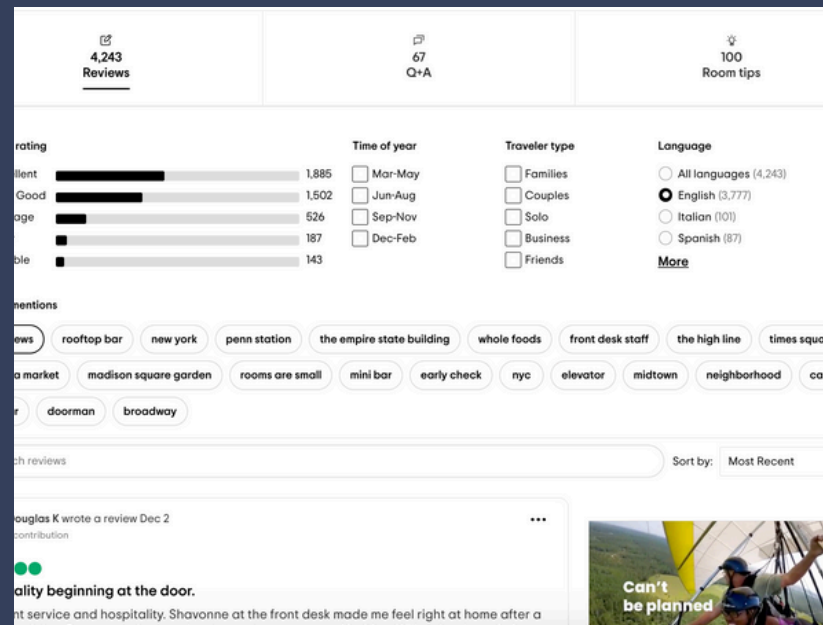 4,243
Reviews
67
Q+A
100
Room tips
rating
Time of year
Traveler type
Language
llent
1,885
Mar-May
Families
All languages (4,243)
Good
1,502
Jun-Aug
Couples
English (3,777)
age
526
Sep-Nov
Solo
Italian (101)
187
Dec-Feb
Business
Spanish (87)
ble
143
Friends
More
mentions
ews
rooftop bar
new york
penn station
the empire state building
whole foods
front desk staff
the high line
times squa
a market
madison square garden
rooms are small
mini bar
early check
nyc
elevator
midtown
neighborhood
ca
r
doorman
broadway
ch reviews
Sort by:
Most Recent
ouglas K wrote a review Dec 2
contribution
ality beginning at the door.
nt service and hospitality. Shavonne at the front desk made me feel right at home after a
Can't
be planned